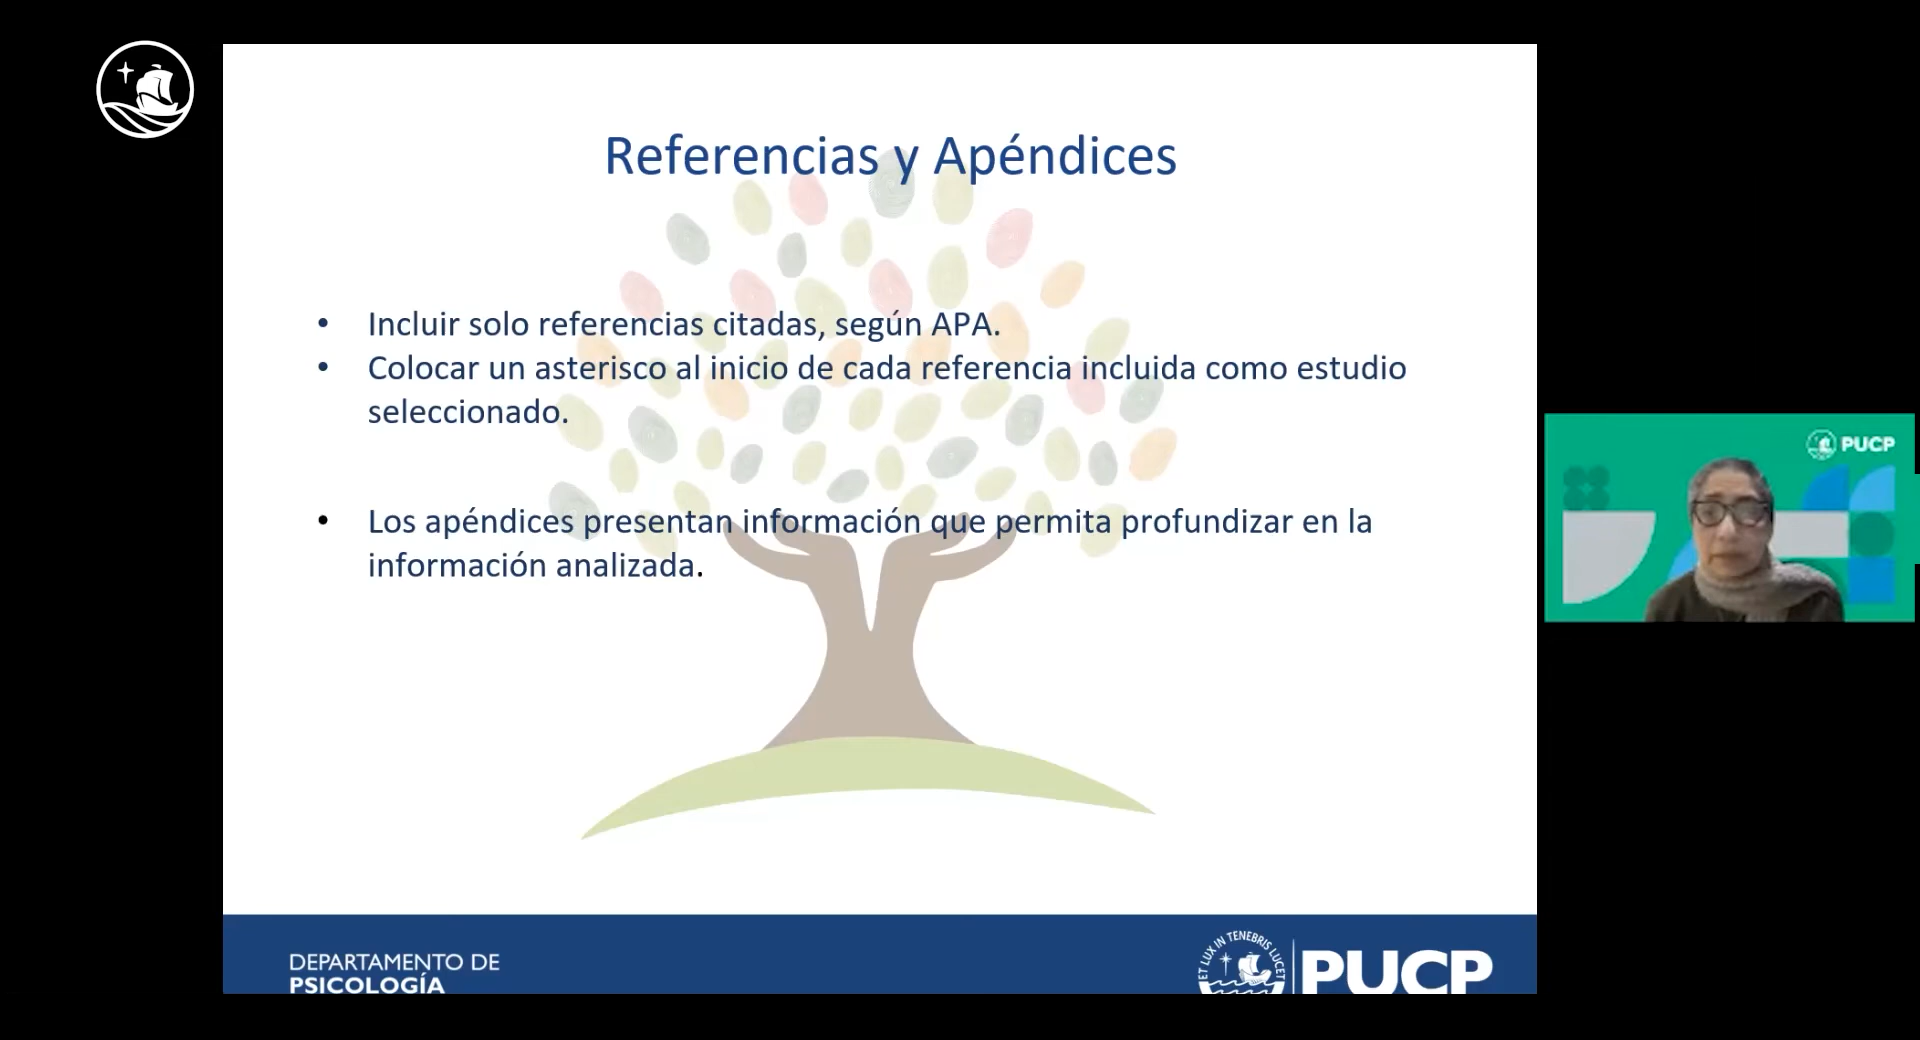 Referencias y Apéndices
• Incluir solo referencias citadas, según APA.
• Colocar un asterisco al inicio de cada referencia incluida como estudio
seleccionado.
• Los apéndices presentan información que permita profundizar en la
información analizada.
PUCP
DEPARTAMENTO DE
PSICOLOGÍA
ET LUX IN TENEBRIS LUCET
PUCP